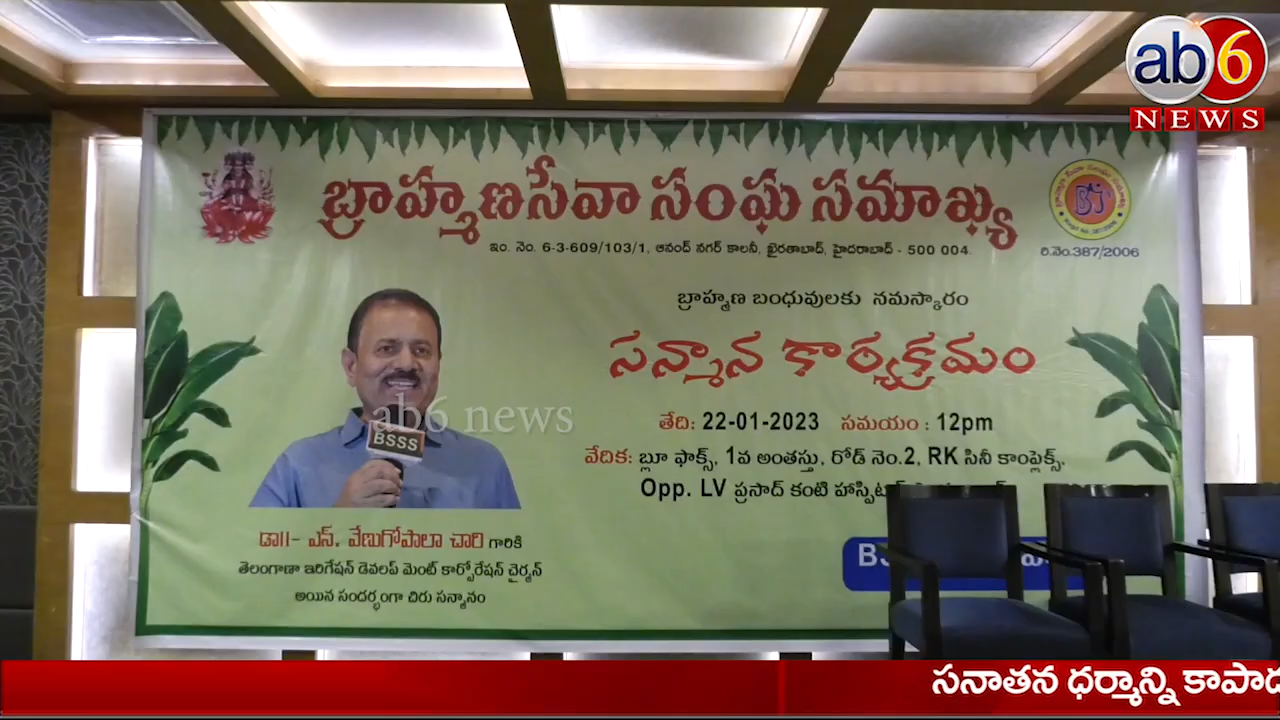 ab6
NEWS
బ్రాహ్మణసేవా సంఘ సమాఖ్య
ఇం. నెం. 6-3-609/103/1, ఆనంద్ నగర్ కాలనీ, ఖైరతాబాద్, హైదరాబాద్ - 500 004.
రి.నెం.387/2006
బ్రాహ్మణ బంధువులకు నమస్కారం
సన్మాన కార్యక్రమం
తేది: 22-01-2023 సమయం : 12pm
వేదిక: బ్లూ ఫాక్స్, 1వ అంతస్తు, రోడ్ నెం.2, RK సినీ కాంప్లెక్స్,
Opp. LV ప్రసాద్ కంటి
ab6 news
BSSS
డా॥- ఎన్. వేణుగోపాలా చారి గారికి
తెలంగాణా ఇరిగేషన్ డెవలప్ మెంట్ కార్పోరేషన్ చైర్మన్
అయిన సందర్భంగా చిరు సన్మానం
సనాతన ధర్మాన్ని